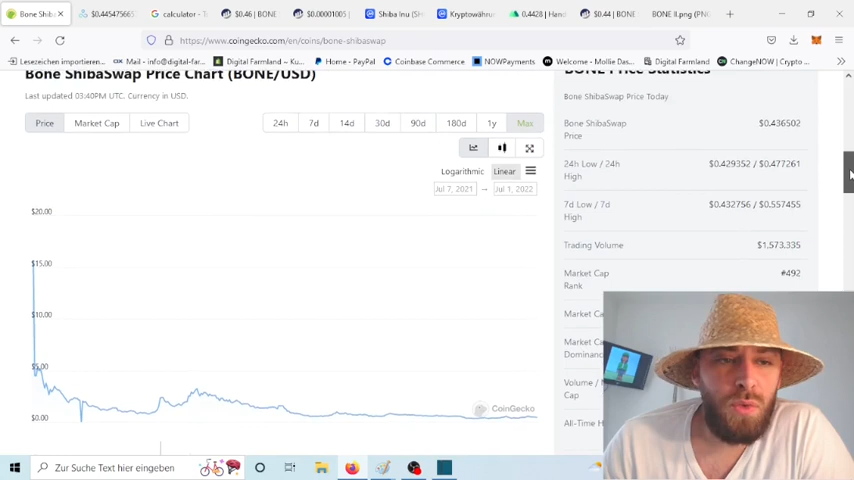 Bone Shib
$0.4454756657
calculator - 
$0.46 | BONE
$0.00001005 |
Shiba Inu (SH
Kryptowähru
0.4428 | Hand
$0.44 | BONE
BONE II.png (PNG
https://www.coingecko.com/en/coins/bone-shibaswap
Lesezeichen importieren...
Mail - info@digital-far...
Digital Farmland ~ Ku...
Home - PayPal
Coinbase Commerce
NOWPayments
Welcome - Mollie Das...
Digital Farmland
ChangeNOW | Crypto ...
Bone ShibaSwap Price Chart (BONE/USD)
Last updated 03:40PM UTC. Currency in USD.
Price
Market Cap
Live Chart
24h
7d
14d
30d
90d
180d
1y
Max
Logarithmic
Linear
Jul 7, 2021 → Jul 1, 2022
$20.00
$15.00
$10.00
$5.00
$0.00
CoinGecko
BONE Price Statistics
Bone ShibaSwap Price Today
Bone ShibaSwap Price
$0.436502
24h Low / 24h High
$0.429352 / $0.477261
7d Low / 7d High
$0.432756 / $0.557455
Trading Volume
$1,573,335
Market Cap Rank
#492
Market Ca
Market Ca
Dominanc
Volume / M
Cap
All-Time H
Zur Suche Text hier eingeben